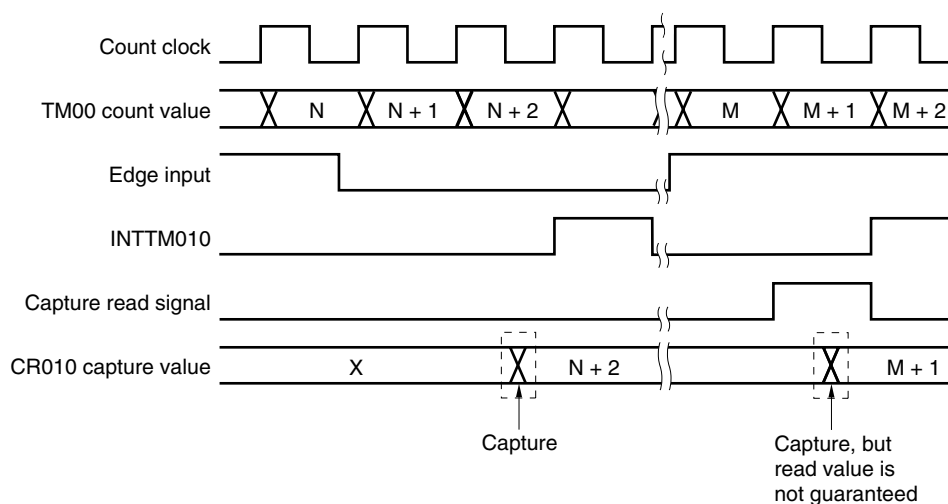 Count clock
TM00 count value
N
N + 1
N + 2
M
M + 1
M + 2
Edge input
INTTM010
Capture read signal
CR010 capture value
X
N + 2
M + 1
Capture
Capture, but
read value is
not guaranteed